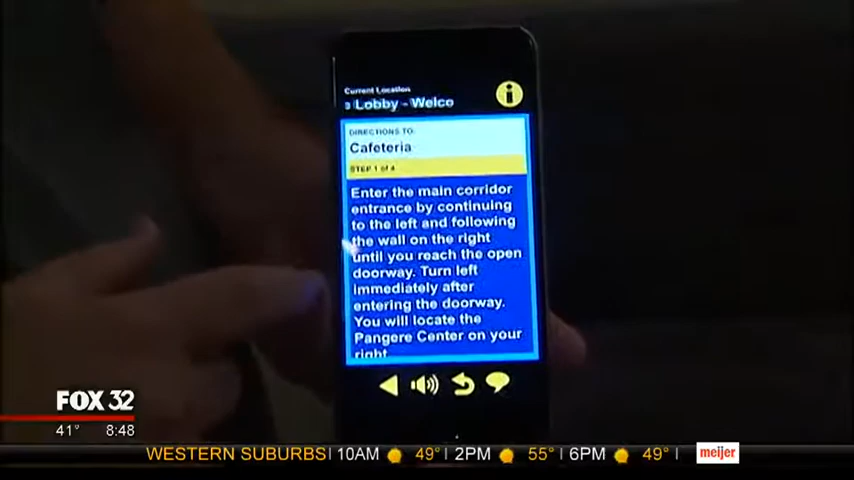 Current Location
Lobby - Welco
DIRECTIONS TO:
Cafeteria
STEP 1 of 4
Enter the main corridor
entrance by continuing
to the left and following
the wall on the right
until you reach the open
doorway. Turn left
immediately after
entering the doorway.
You will locate the
Pangere Center on your
right
FOX 32
41° 8:48
WESTERN SUBURBS | 10AM 49° | 2PM 55° | 6PM 49° | meijer